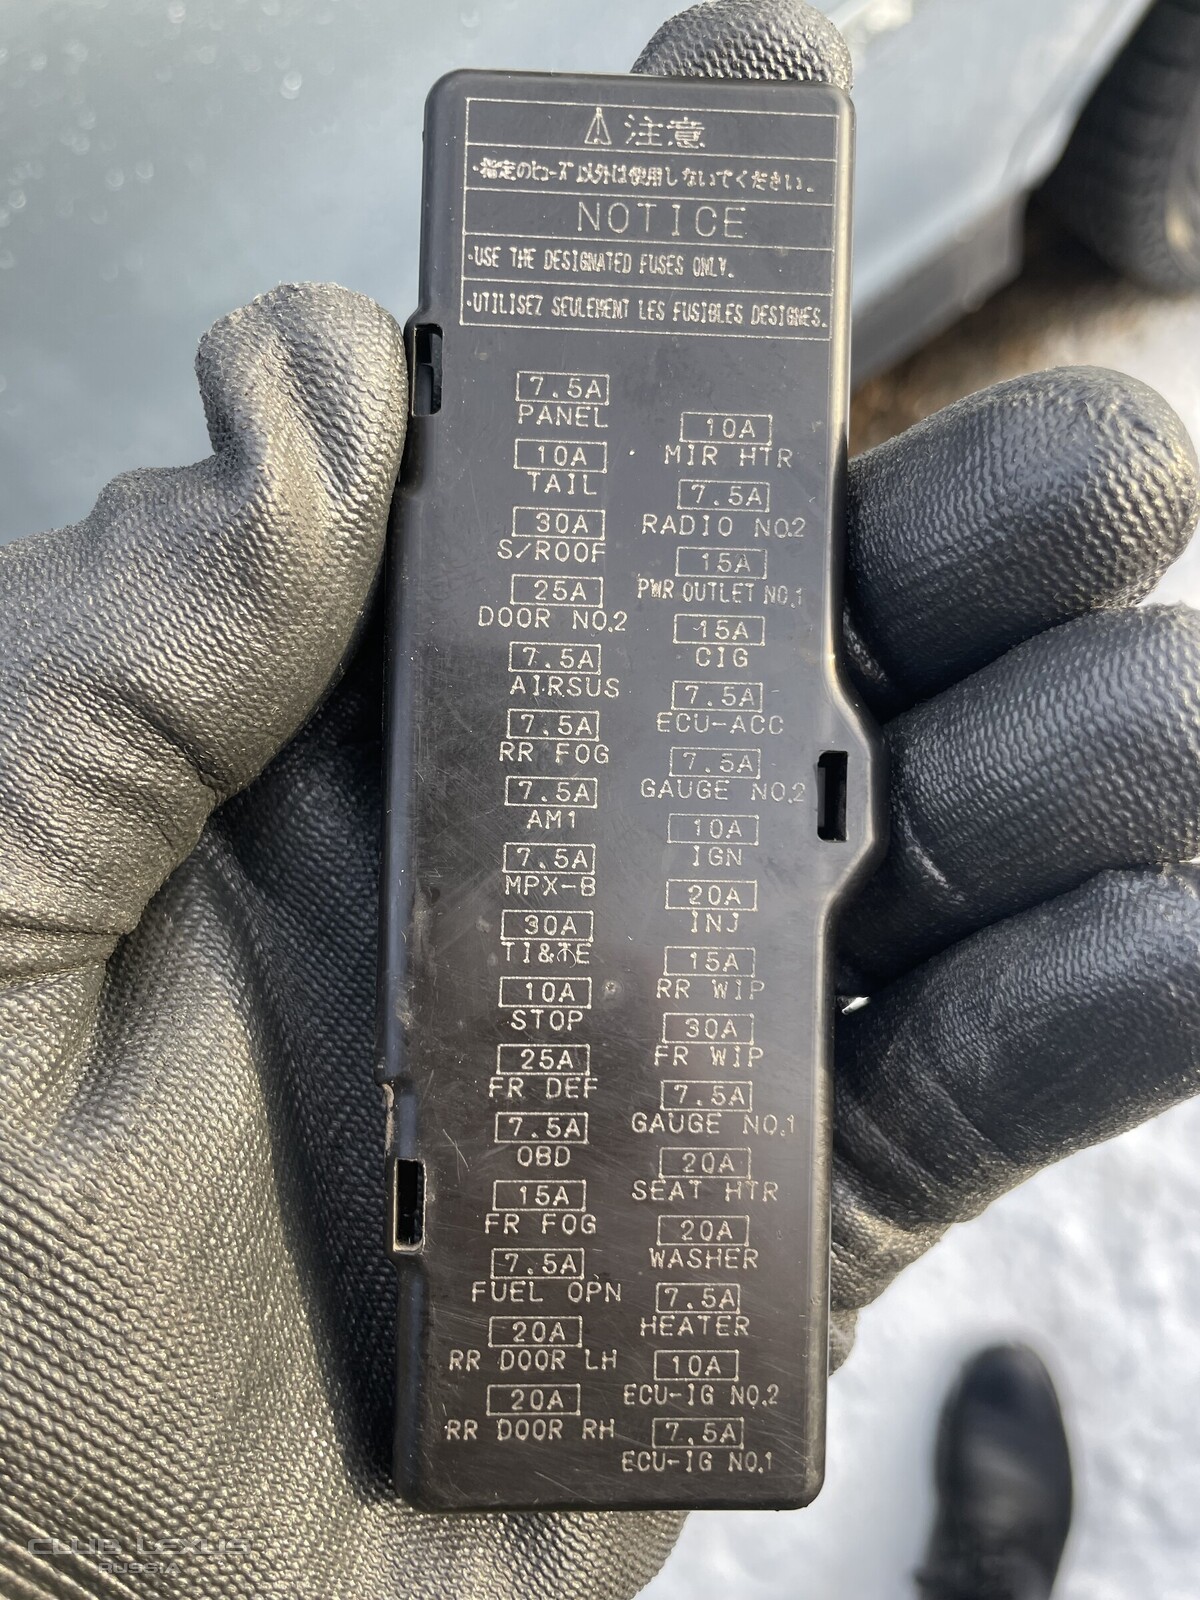 ⚠ 注意
・指定のヒューズ以外は使用しないでください.
NOTICE
・USE THE DESIGNATED FUSES ONLY.
・UTILISEZ SEULEMENT LES FUSIBLES DESIGNES.
7.5A
PANEL
10A
TAIL
30A
S/ROOF
25A
DOOR NO.2
7.5A
AIRSUS
7.5A
RR FOG
7.5A
AM1
7.5A
MPX-B
30A
TI&TE
10A
STOP
25A
FR DEF
7.5A
OBD
15A
FR FOG
7.5A
FUEL OPN
20A
RR DOOR LH
20A
RR DOOR RH
10A
MIR HTR
7.5A
RADIO NO.2
15A
PWR OUTLET NO.1
15A
CIG
7.5A
ECU-ACC
7.5A
GAUGE NO.2
10A
IGN
20A
INJ
15A
RR WIP
30A
FR WIP
7.5A
GAUGE NO.1
20A
SEAT HTR
20A
WASHER
7.5A
HEATER
10A
ECU-IG NO.2
7.5A
ECU-IG NO.1
CLUB LEXUS
RUSSIA